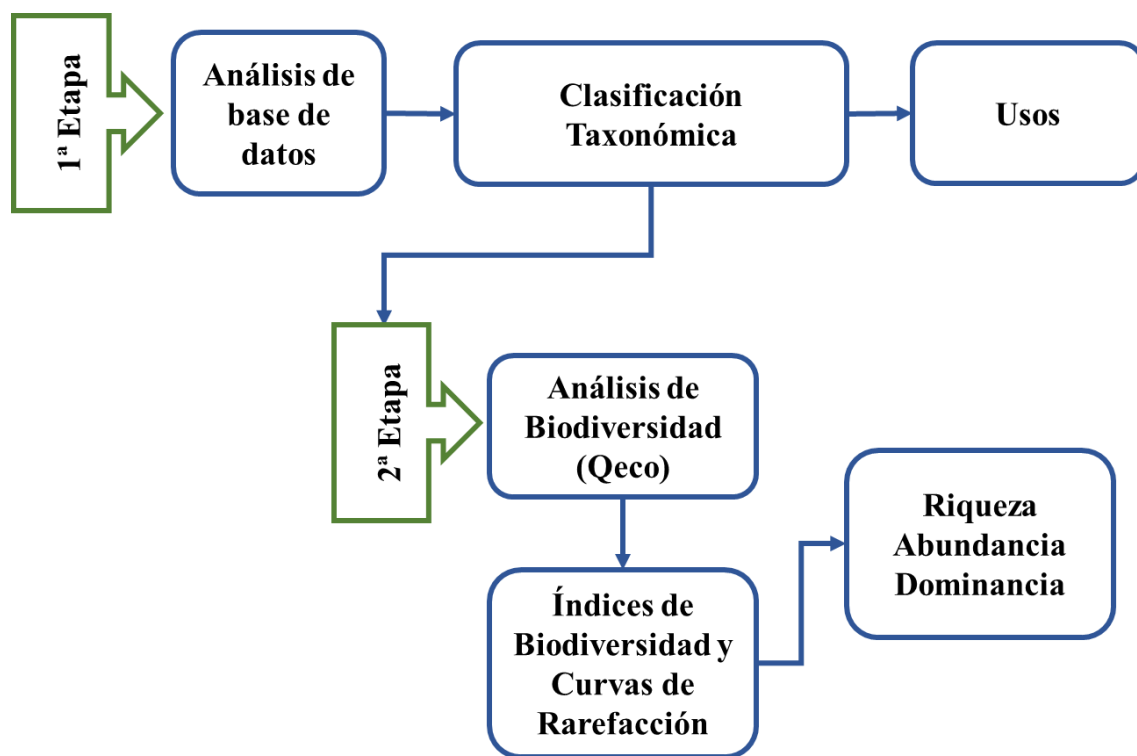 1ª Etapa
Análisis de
base de
datos
Clasificación
Taxonómica
Usos
2ª Etapa
Análisis de
Biodiversidad
(Qeco)
Índices de
Biodiversidad y
Curvas de
Rarefacción
Riqueza
Abundancia
Dominancia